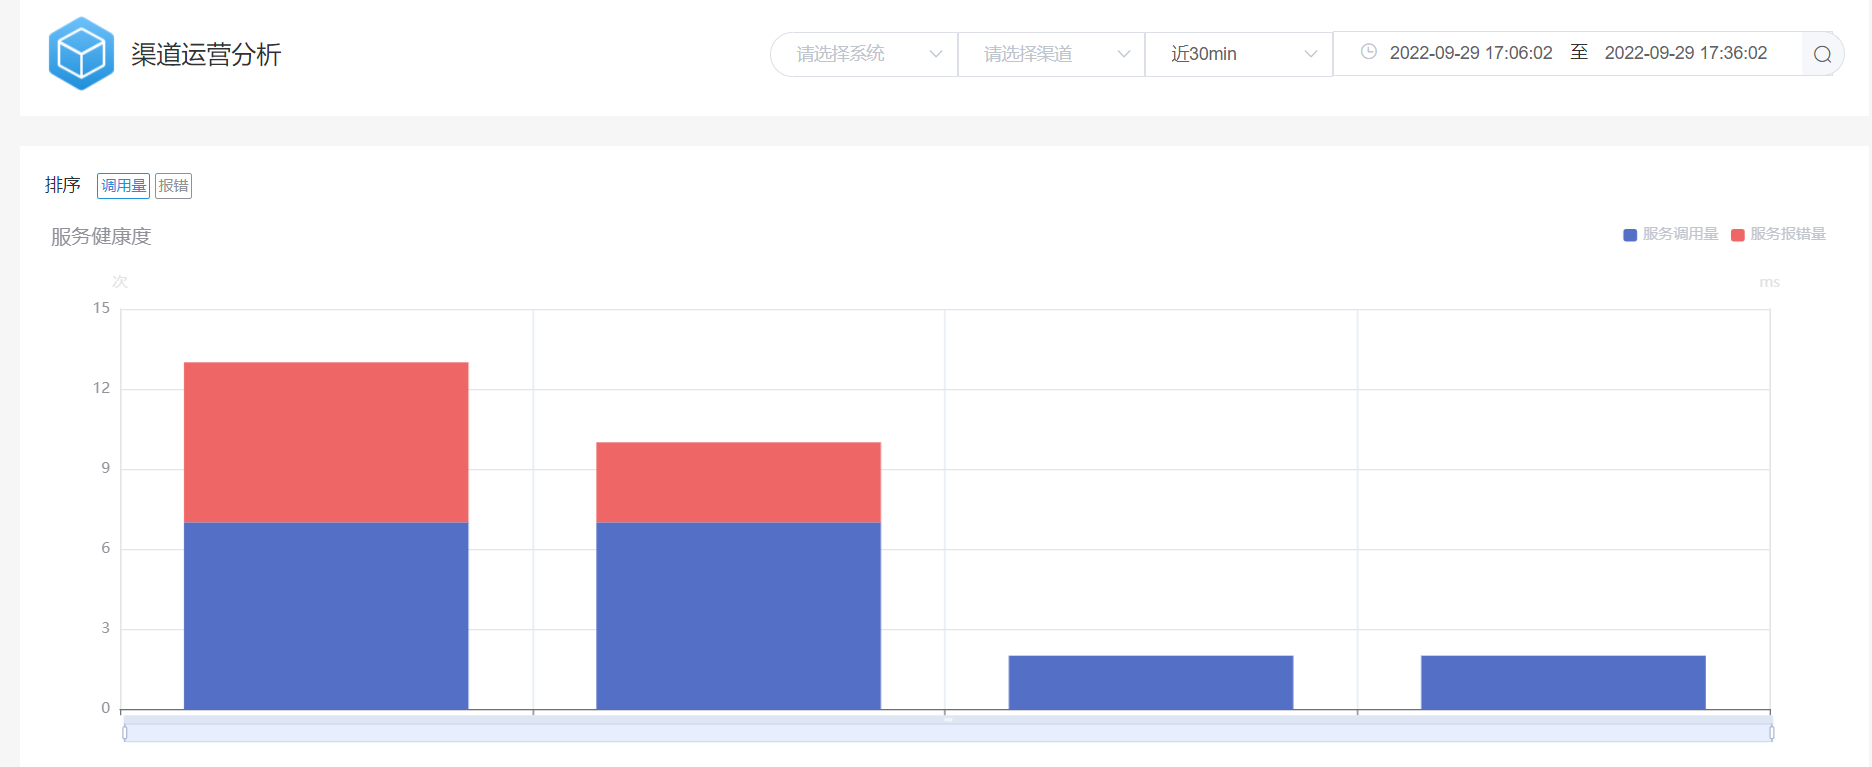 渠道运营分析
请选择系统 请选择渠道 近30min 2022-09-29 17:06:02 至 2022-09-29 17:36:02
排序 调用量 报错
服务健康度
服务调用量 服务报错量
次 ms
15
12
9
6
3
0